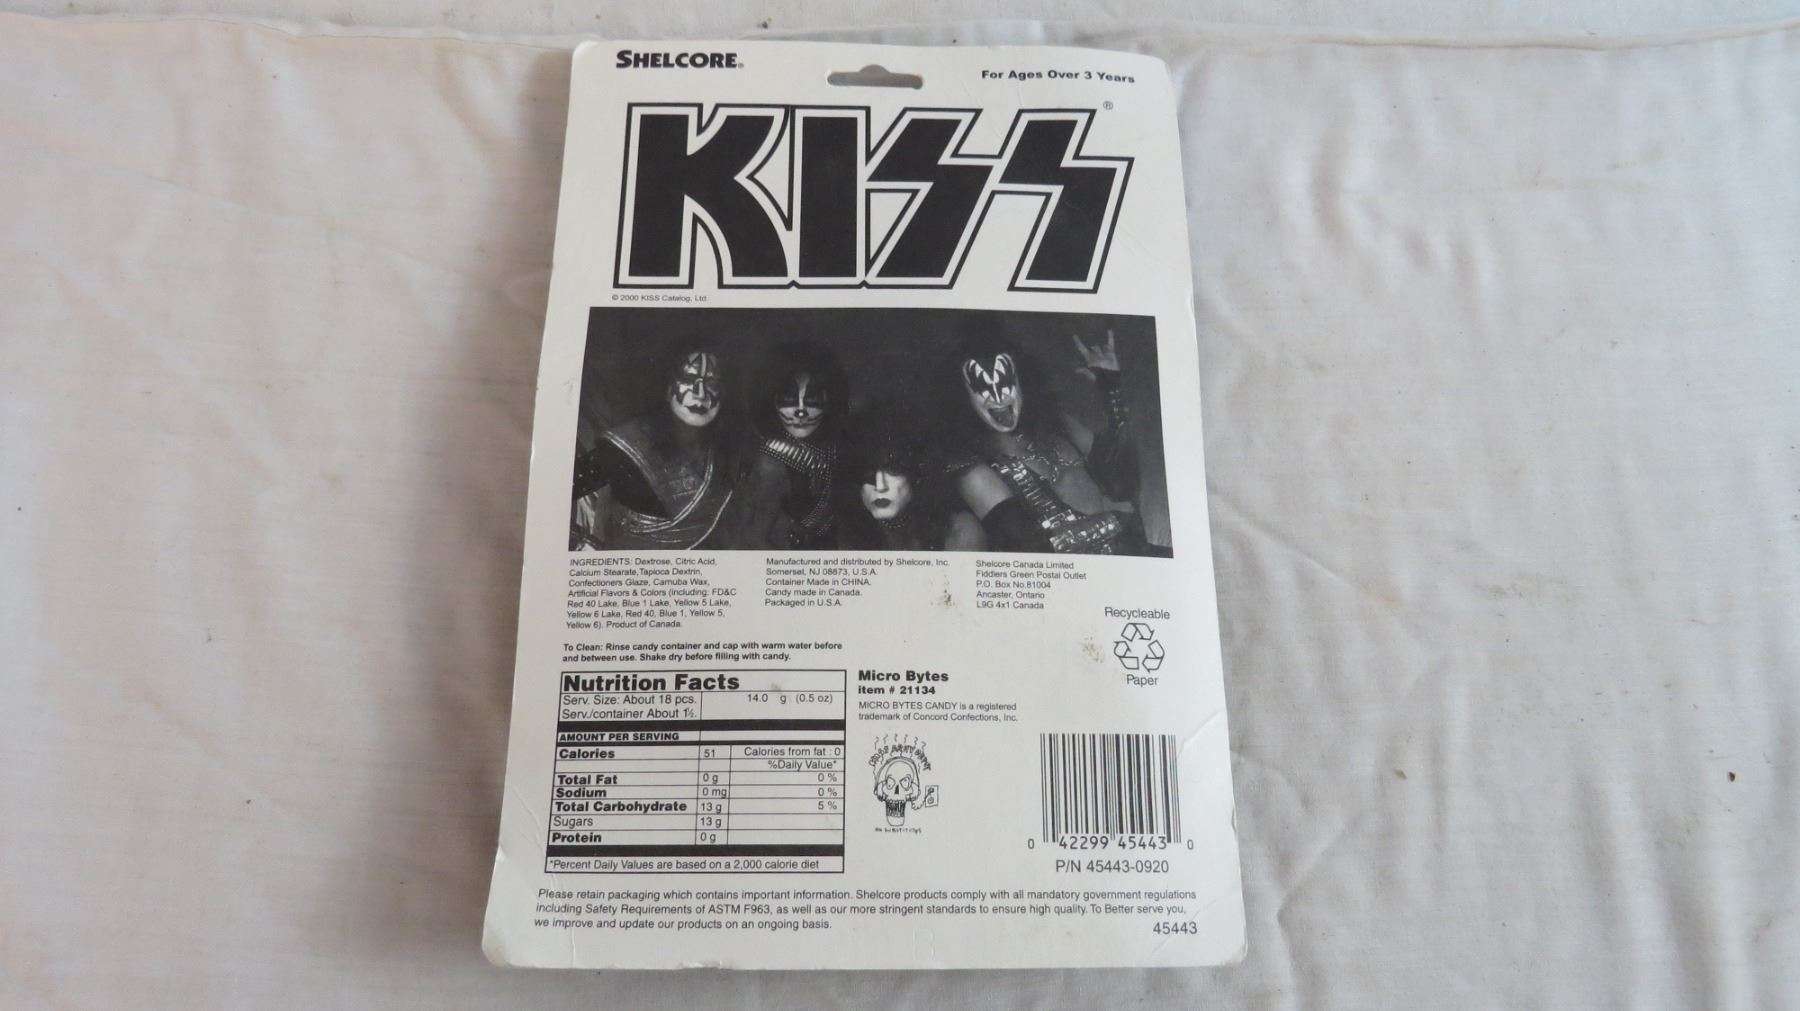 SHELCORE®
For Ages Over 3 Years
KISS®
© 2000 KISS Catalog, Ltd.
INGREDIENTS: Dextrose, Citric Acid,
Calcium Stearate, Tapioca Dextrin,
Confectioners Glaze, Carnuba Wax,
Artificial Flavors & Colors (including: FD&C
Red 40 Lake, Blue 1 Lake, Yellow 5 Lake,
Yellow 6 Lake, Red 40, Blue 1, Yellow 5,
Yellow 6). Product of Canada.
Manufactured and distributed by Shelcore, Inc.
Somerset, NJ 08873, U.S.A.
Container Made in CHINA.
Candy made in Canada.
Packaged in U.S.A.
Shelcore Canada Limited
Fiddlers Green Postal Outlet
P.O. Box No.81004
Ancaster, Ontario
L9G 4x1 Canada
Recycleable
Paper
To Clean: Rinse candy container and cap with warm water before
and between use. Shake dry before filling with candy.
Nutrition Facts
Serv. Size: About 18 pcs. 14.0 g (0.5 oz)
Serv./container About 1½.
AMOUNT PER SERVING
Calories 51 Calories from fat : 0
%Daily Value*
Total Fat 0 g 0 %
Sodium 0 mg 0 %
Total Carbohydrate 13 g 5 %
Sugars 13 g
Protein 0 g
*Percent Daily Values are based on a 2,000 calorie diet
Micro Bytes
item # 21134
MICRO BYTES CANDY is a registered
trademark of Concord Confections, Inc.
0 42299 45443 0
P/N 45443-0920
Please retain packaging which contains important information. Shelcore products comply with all mandatory government regulations
including Safety Requirements of ASTM F963, as well as our more stringent standards to ensure high quality. To Better serve you,
we improve and update our products on an ongoing basis.
45443